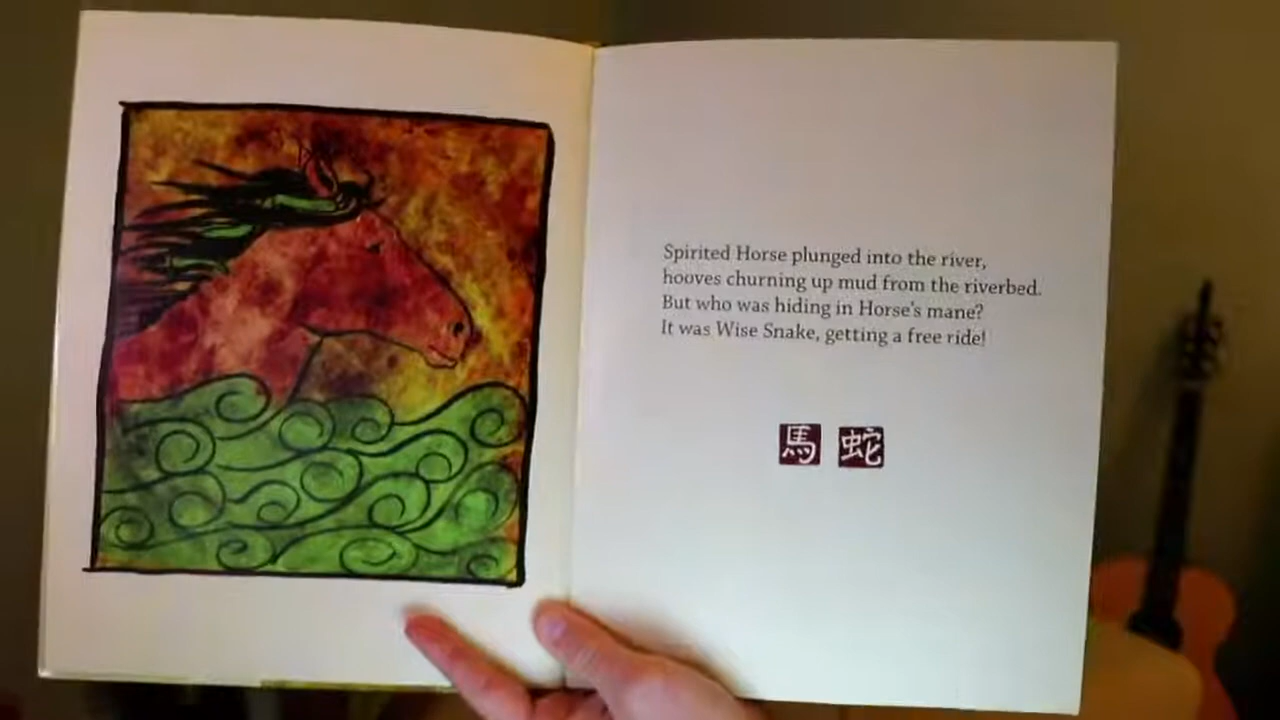 Spirited Horse plunged into the river,
hooves churning up mud from the riverbed.
But who was hiding in Horse's mane?
It was Wise Snake, getting a free ride!
馬 蛇